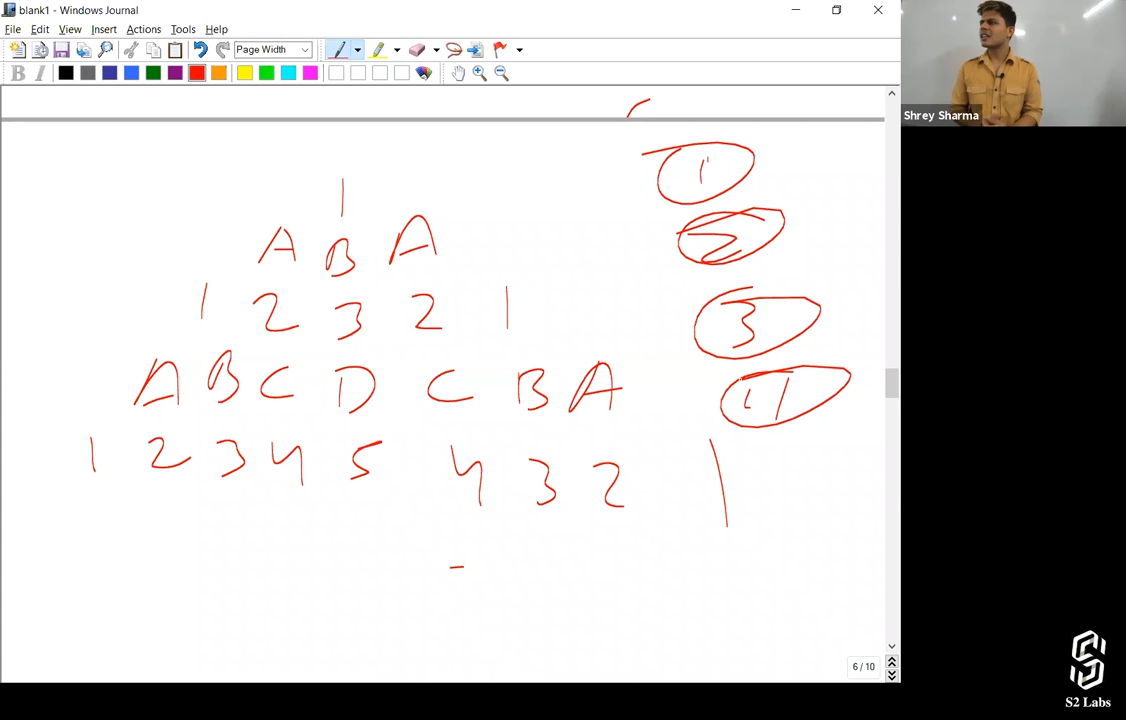 blank1 - Windows Journal
File Edit View Insert Actions Tools Help
Page Width
B I
Shrey Sharma
1
1
A B A
2
1 2 3 2 1
3
A B C D C B A
4
1 2 3 4 5 4 3 2 1
6 / 10
S2 Labs